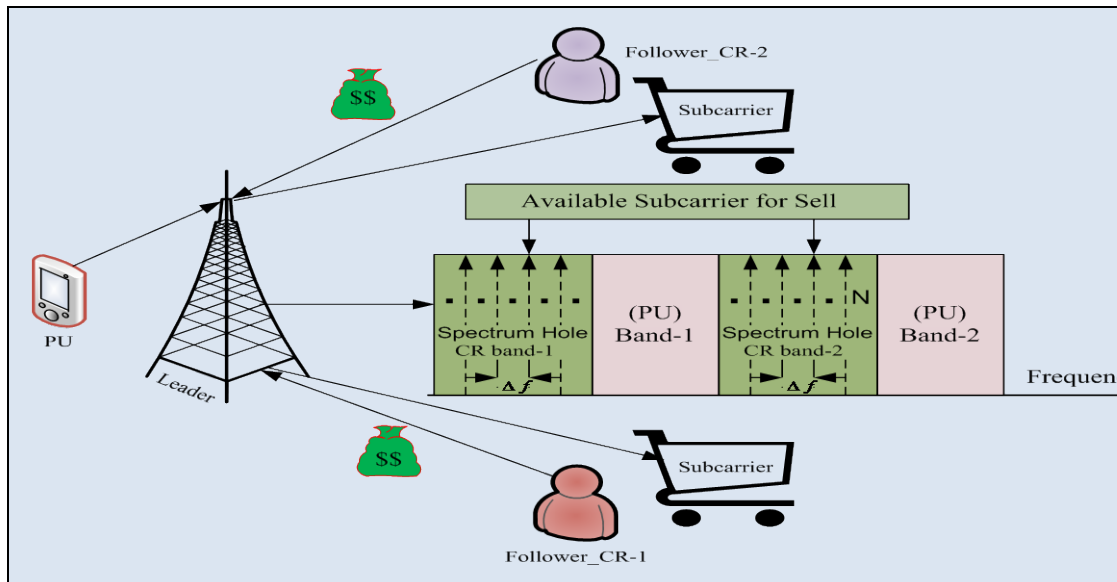 Follower_CR-2
$$
Subcarrier
Available Subcarrier for Sell
PU
Leader
Spectrum Hole
CR band-1
Δf
(PU)
Band-1
N
Spectrum Hole
CR band-2
Δf
(PU)
Band-2
Frequen
$$
Subcarrier
Follower_CR-1